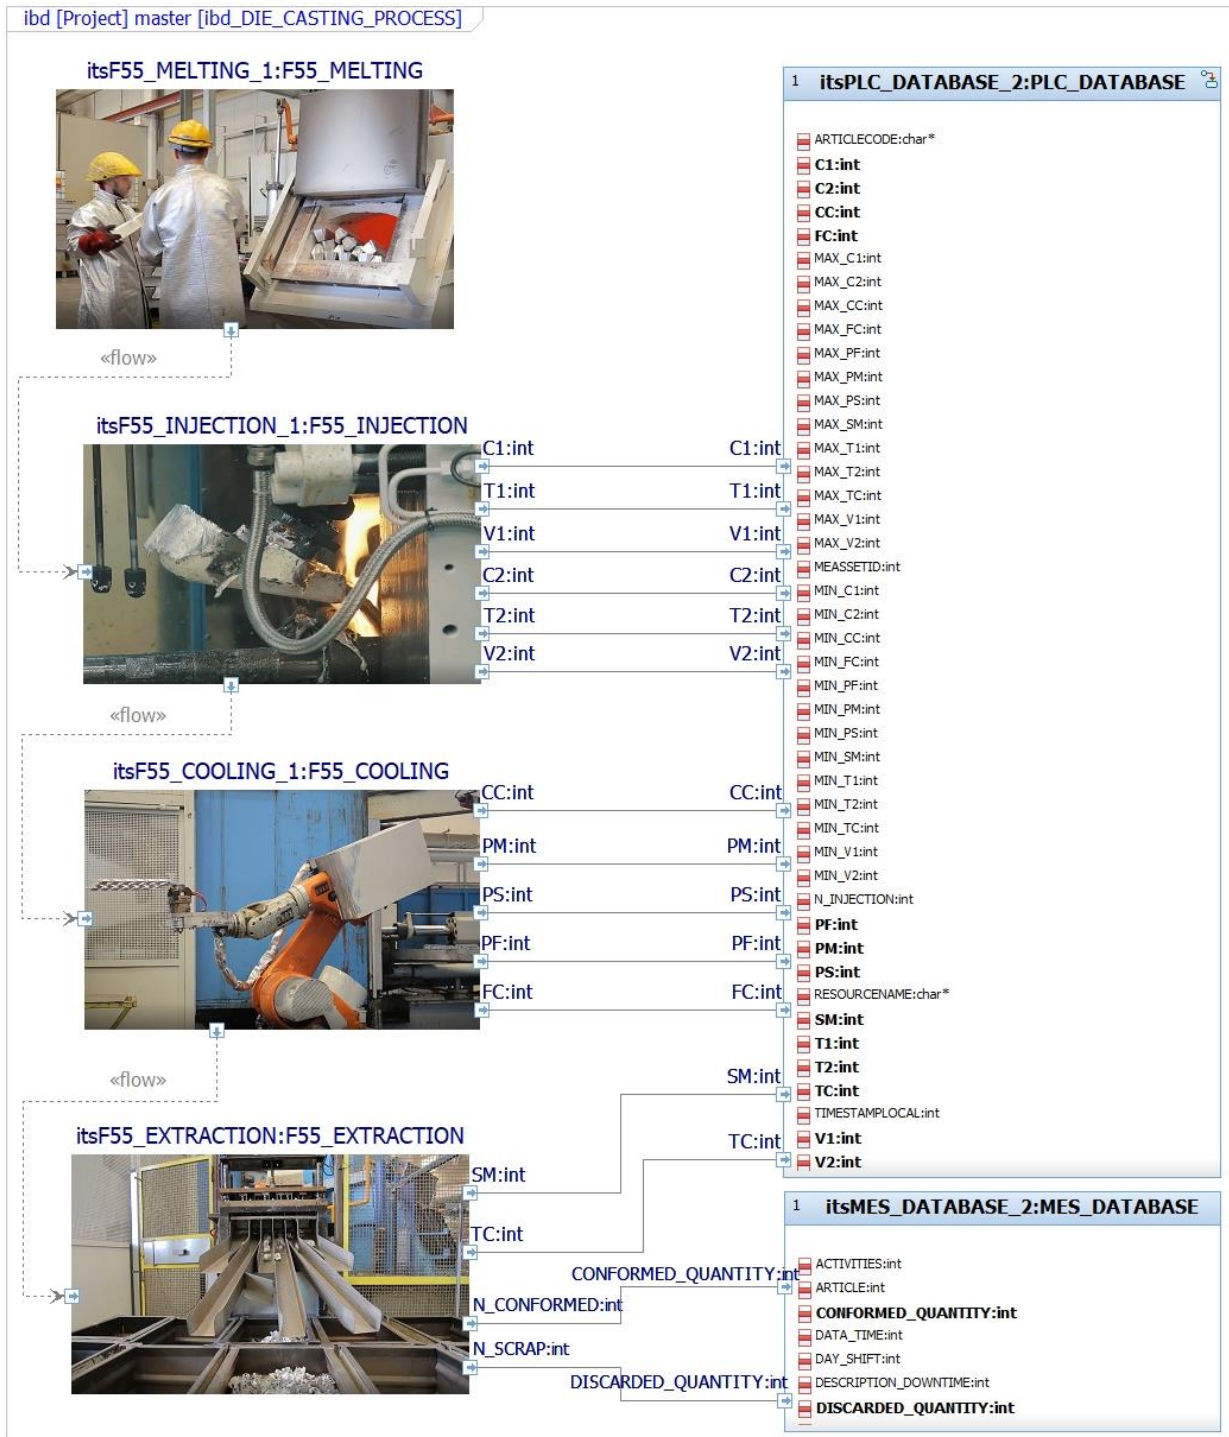 ibd [Project] master [ibd_DIE_CASTING_PROCESS]
itsF55_MELTING_1:F55_MELTING
«flow»
itsF55_INJECTION_1:F55_INJECTION
C1:int
T1:int
V1:int
C2:int
T2:int
V2:int
C1:int
T1:int
V1:int
C2:int
T2:int
V2:int
«flow»
itsF55_COOLING_1:F55_COOLING
CC:int
PM:int
PS:int
PF:int
FC:int
CC:int
PM:int
PS:int
PF:int
FC:int
«flow»
itsF55_EXTRACTION:F55_EXTRACTION
SM:int
TC:int
N_CONFORMED:int
N_SCRAP:int
SM:int
TC:int
CONFORMED_QUANTITY:int
DISCARDED_QUANTITY:int
1 itsPLC_DATABASE_2:PLC_DATABASE
ARTICLECODE:char*
C1:int
C2:int
CC:int
FC:int
MAX_C1:int
MAX_C2:int
MAX_CC:int
MAX_FC:int
MAX_PF:int
MAX_PM:int
MAX_PS:int
MAX_SM:int
MAX_T1:int
MAX_T2:int
MAX_TC:int
MAX_V1:int
MAX_V2:int
MEASSETID:int
MIN_C1:int
MIN_C2:int
MIN_CC:int
MIN_FC:int
MIN_PF:int
MIN_PM:int
MIN_PS:int
MIN_SM:int
MIN_T1:int
MIN_T2:int
MIN_TC:int
MIN_V1:int
MIN_V2:int
N_INJECTION:int
PF:int
PM:int
PS:int
RESOURCENAME:char*
SM:int
T1:int
T2:int
TC:int
TIMESTAMPLOCAL:int
V1:int
V2:int
1 itsMES_DATABASE_2:MES_DATABASE
ACTIVITIES:int
ARTICLE:int
CONFORMED_QUANTITY:int
DATA_TIME:int
DAY_SHIFT:int
DESCRIPTION_DOWNTIME:int
DISCARDED_QUANTITY:int